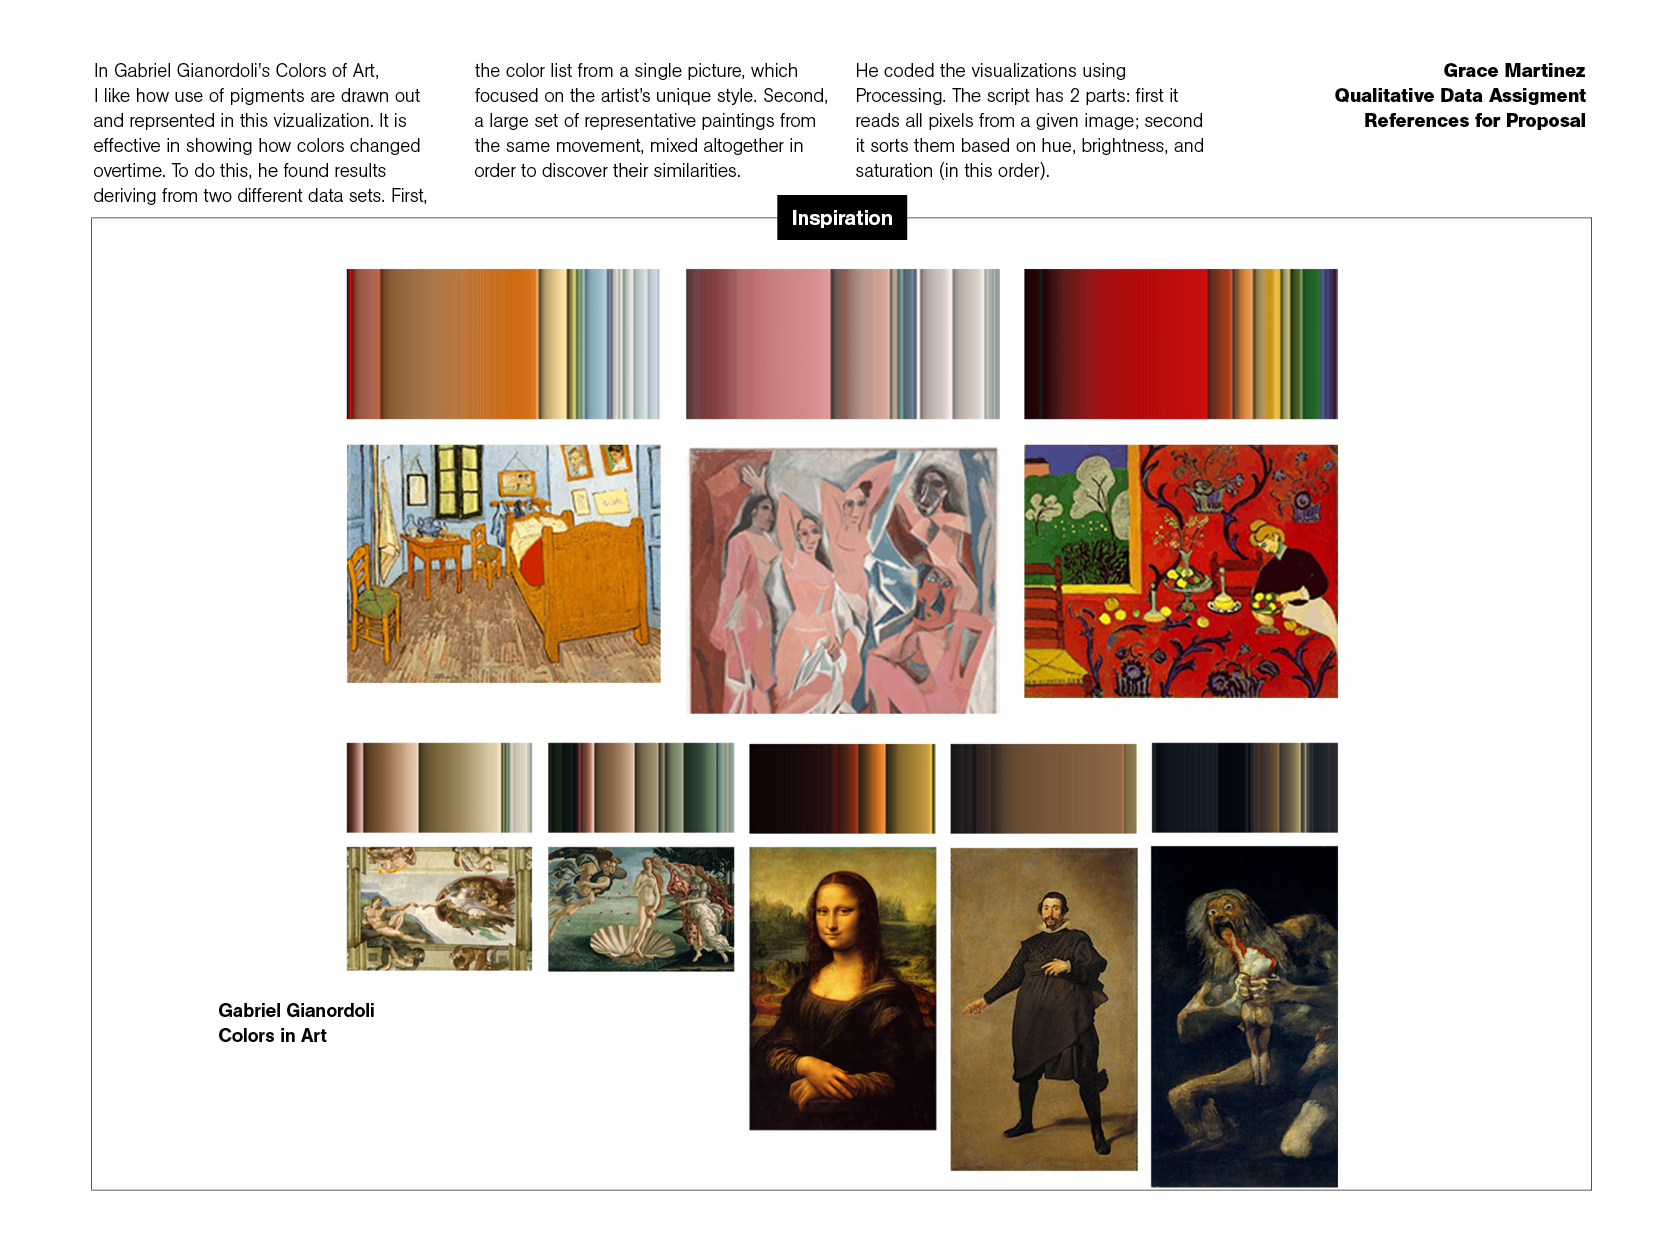 In Gabriel Gianordoli's Colors of Art,
I like how use of pigments are drawn out
and reprsented in this vizualization. It is
effective in showing how colors changed
overtime. To do this, he found results
deriving from two different data sets. First,
the color list from a single picture, which
focused on the artist's unique style. Second,
a large set of representative paintings from
the same movement, mixed altogether in
order to discover their similarities.
He coded the visualizations using
Processing. The script has 2 parts: first it
reads all pixels from a given image; second
it sorts them based on hue, brightness, and
saturation (in this order).
Grace Martinez
Qualitative Data Assigment
References for Proposal
Inspiration
Gabriel Gianordoli
Colors in Art